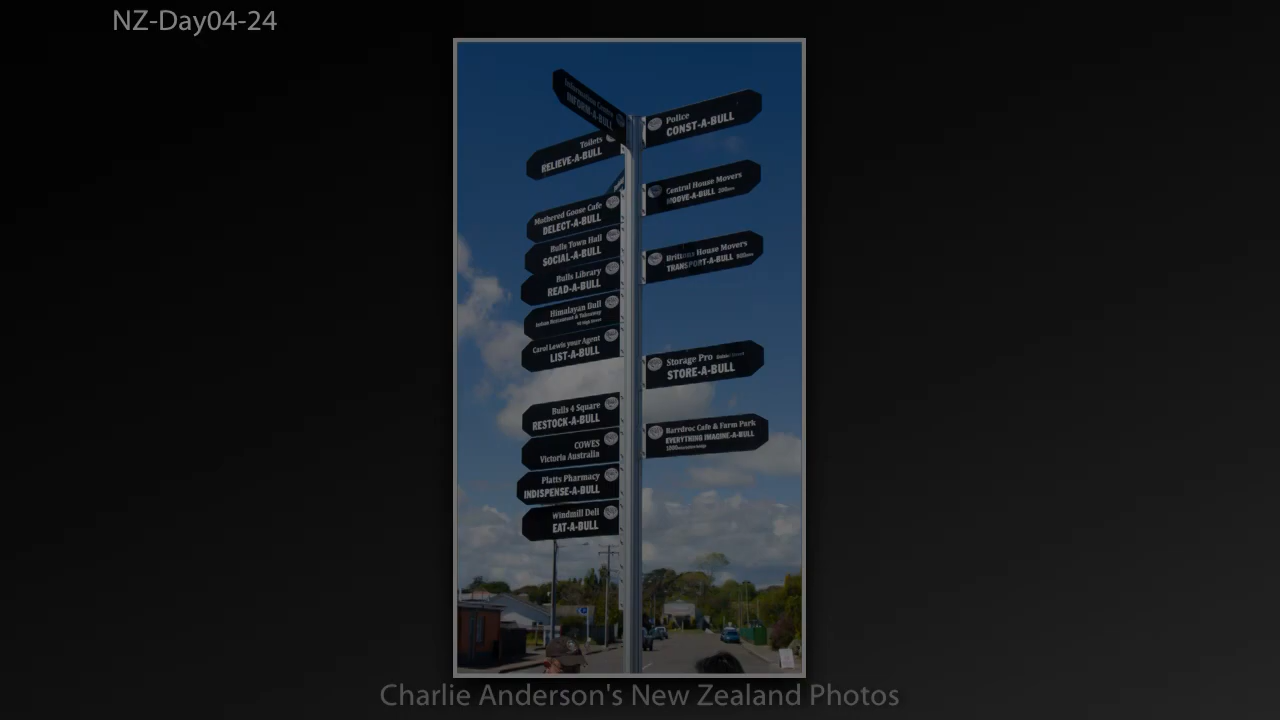 NZ-Day04-24
Information Centre
INFORM-A-BULL
Toilets
RELIEVE-A-BULL
Mothered Goose Cafe
DELECT-A-BULL
Bulls Town Hall
SOCIAL-A-BULL
Bulls Library
READ-A-BULL
Himalayan Bull
Indian Restaurant & Takeaway
Carol Lewis your Agent
LIST-A-BULL
Bulls 4 Square
RESTOCK-A-BULL
COWES
Victoria Australia
Platts Pharmacy
INDISPENSE-A-BULL
Windmill Deli
EAT-A-BULL
Police
CONST-A-BULL
Central House Movers
MOOVE-A-BULL
Brittons House Movers
TRANSPORT-A-BULL
Storage Pro
STORE-A-BULL
Barrdroc Cafe & Farm Park
EVERYTHING IMAGINE-A-BULL
Charlie Anderson's New Zealand Photos